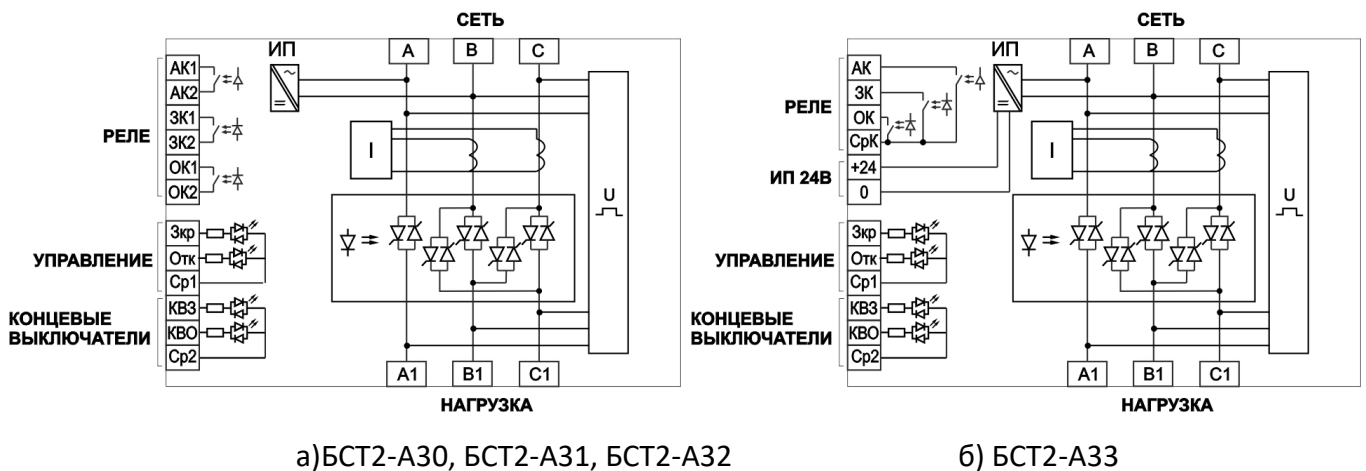 СЕТЬ
ИП
A
B
C
AK1
AK2
ЗК1
ЗК2
ОК1
ОК2
РЕЛЕ
I
U
Зкр
Отк
Ср1
УПРАВЛЕНИЕ
КВЗ
КВО
Ср2
КОНЦЕВЫЕ
ВЫКЛЮЧАТЕЛИ
A1
B1
C1
НАГРУЗКА
а)БСТ2-А30, БСТ2-А31, БСТ2-А32
СЕТЬ
ИП
A
B
C
АК
ЗК
ОК
СрК
РЕЛЕ
+24
0
ИП 24В
I
U
Зкр
Отк
Ср1
УПРАВЛЕНИЕ
КВЗ
КВО
Ср2
КОНЦЕВЫЕ
ВЫКЛЮЧАТЕЛИ
A1
B1
C1
НАГРУЗКА
б) БСТ2-А33